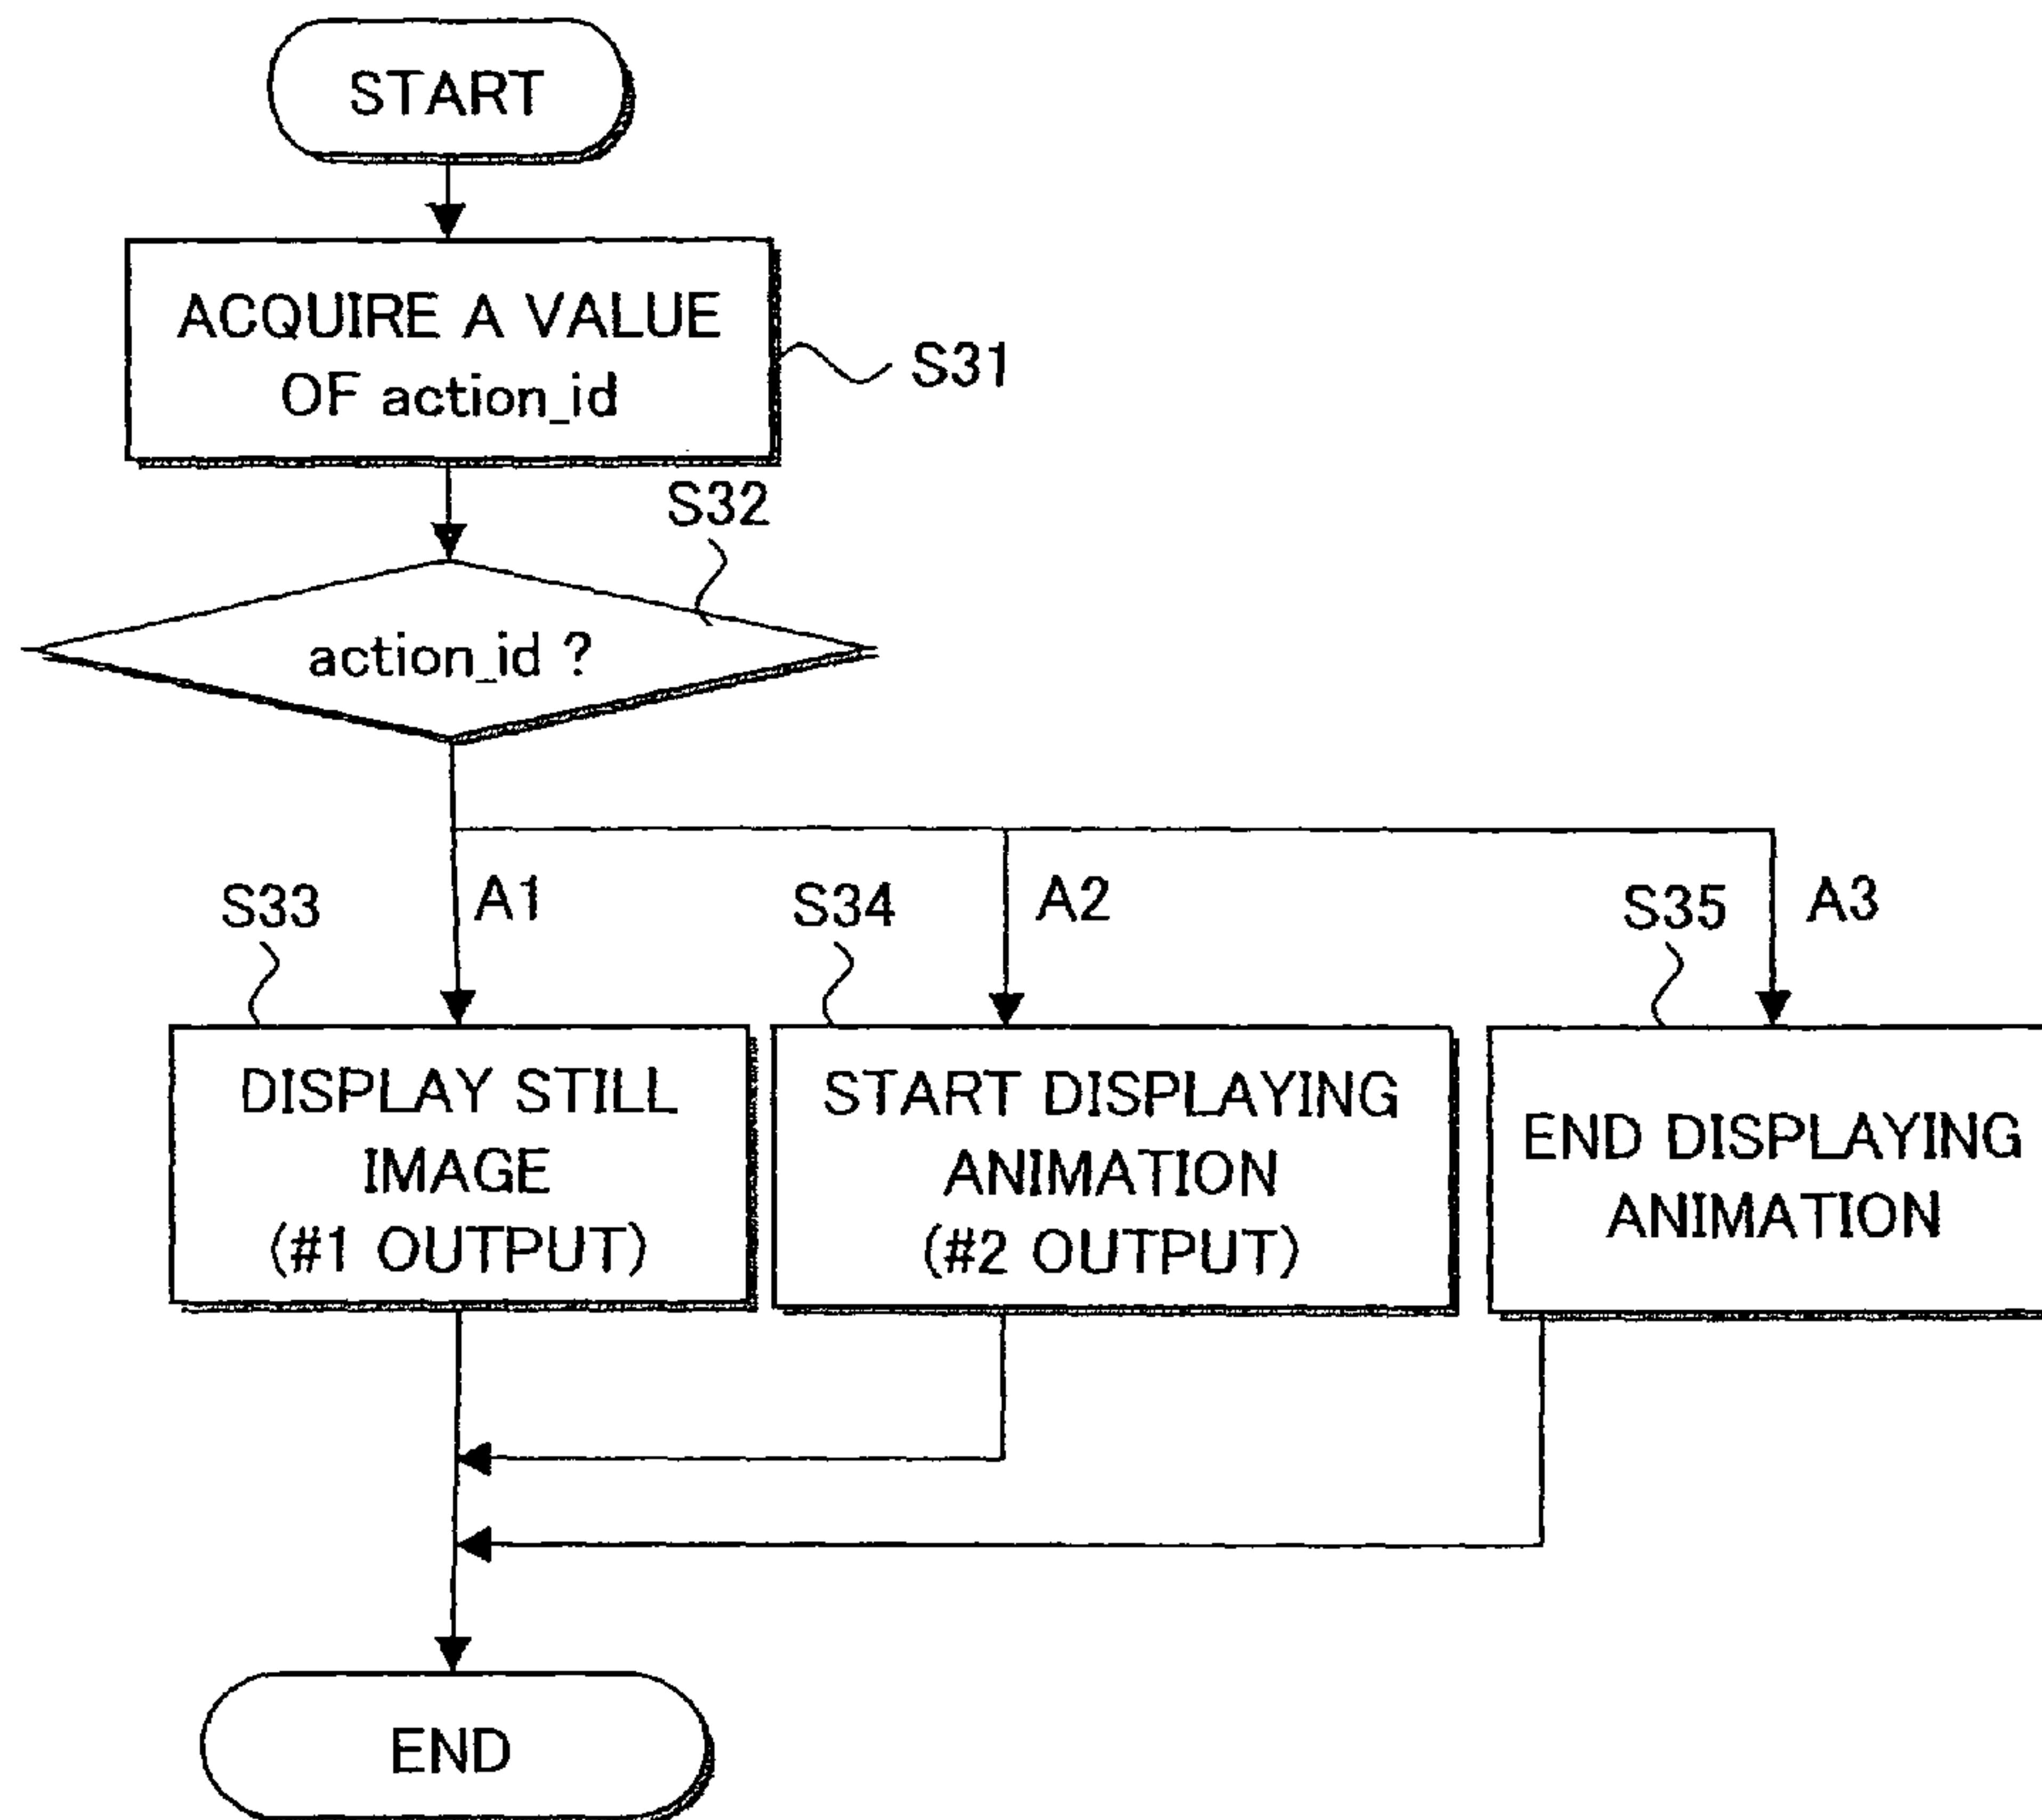 START
ACQUIRE A VALUE
OF action_id
S31
S32
action_id ?
S33
A1
S34
A2
S35
A3
DISPLAY STILL
IMAGE
(#1 OUTPUT)
START DISPLAYING
ANIMATION
(#2 OUTPUT)
END DISPLAYING
ANIMATION
END